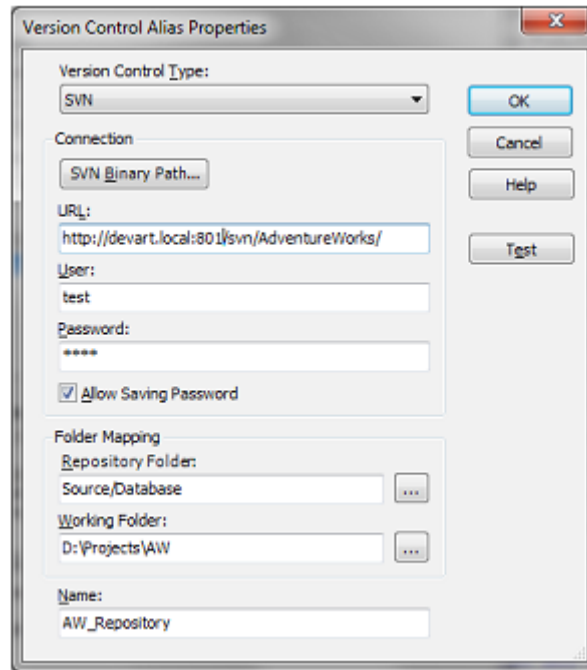 Version Control Alias Properties
Version Control Type:
SVN
OK
Connection
Cancel
SVN Binary Path...
Help
URL:
http://devart.local:801/svn/AdventureWorks/
Test
User:
test
Password:
****
Allow Saving Password
Folder Mapping
Repository Folder:
Source/Database
...
Working Folder:
D:\Projects\AW
...
Name:
AW_Repository